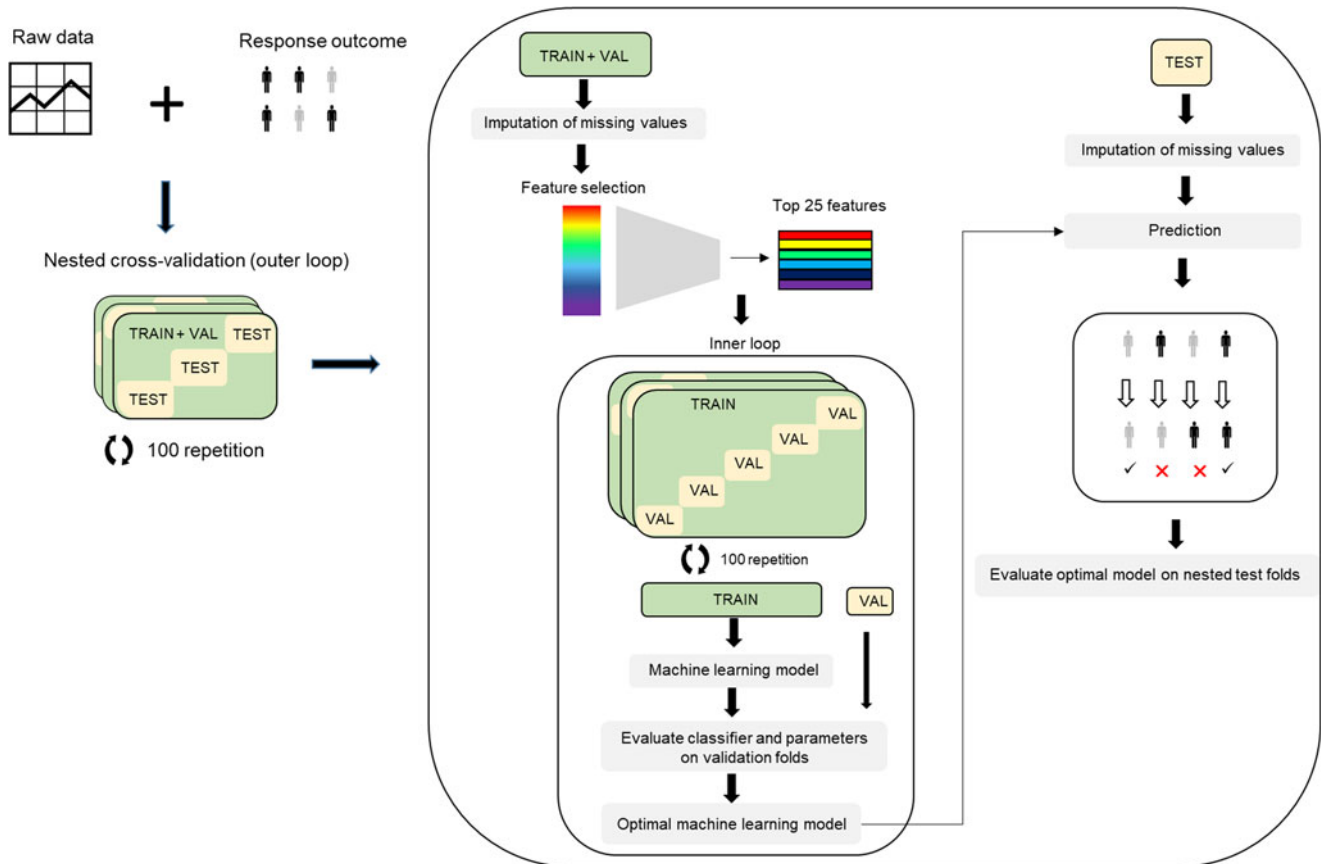 Raw data
Response outcome
Nested cross-validation (outer loop)
TRAIN + VAL
TEST
TEST
TEST
100 repetition
TRAIN + VAL
Imputation of missing values
Feature selection
Top 25 features
Inner loop
TRAIN
VAL
VAL
VAL
VAL
VAL
100 repetition
TRAIN
VAL
Machine learning model
Evaluate classifier and parameters
on validation folds
Optimal machine learning model
TEST
Imputation of missing values
Prediction
Evaluate optimal model on nested test folds